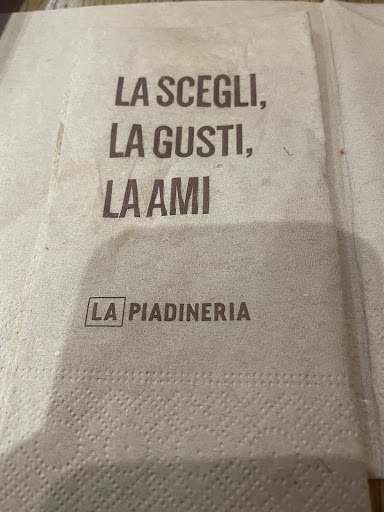 LA SCEGLI,
LA GUSTI,
LA AMI
LA PIADINERIA